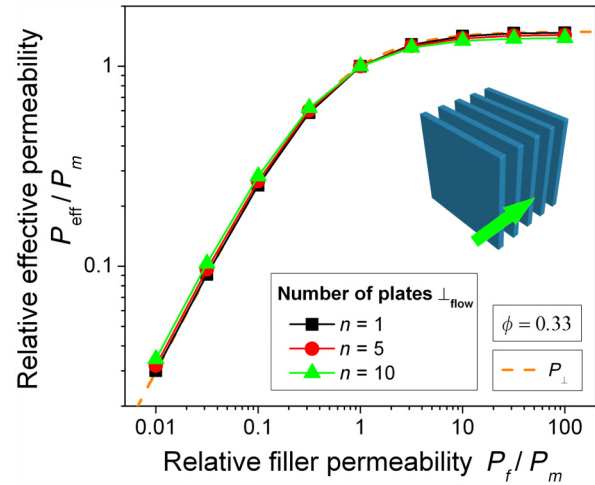 Relative effective permeability
P_eff / P_m
1
0.1
Number of plates ⊥_flow
n = 1
n = 5
n = 10
ϕ = 0.33
P_⊥
0.01 0.1 1 10 100
Relative filler permeability P_f / P_m